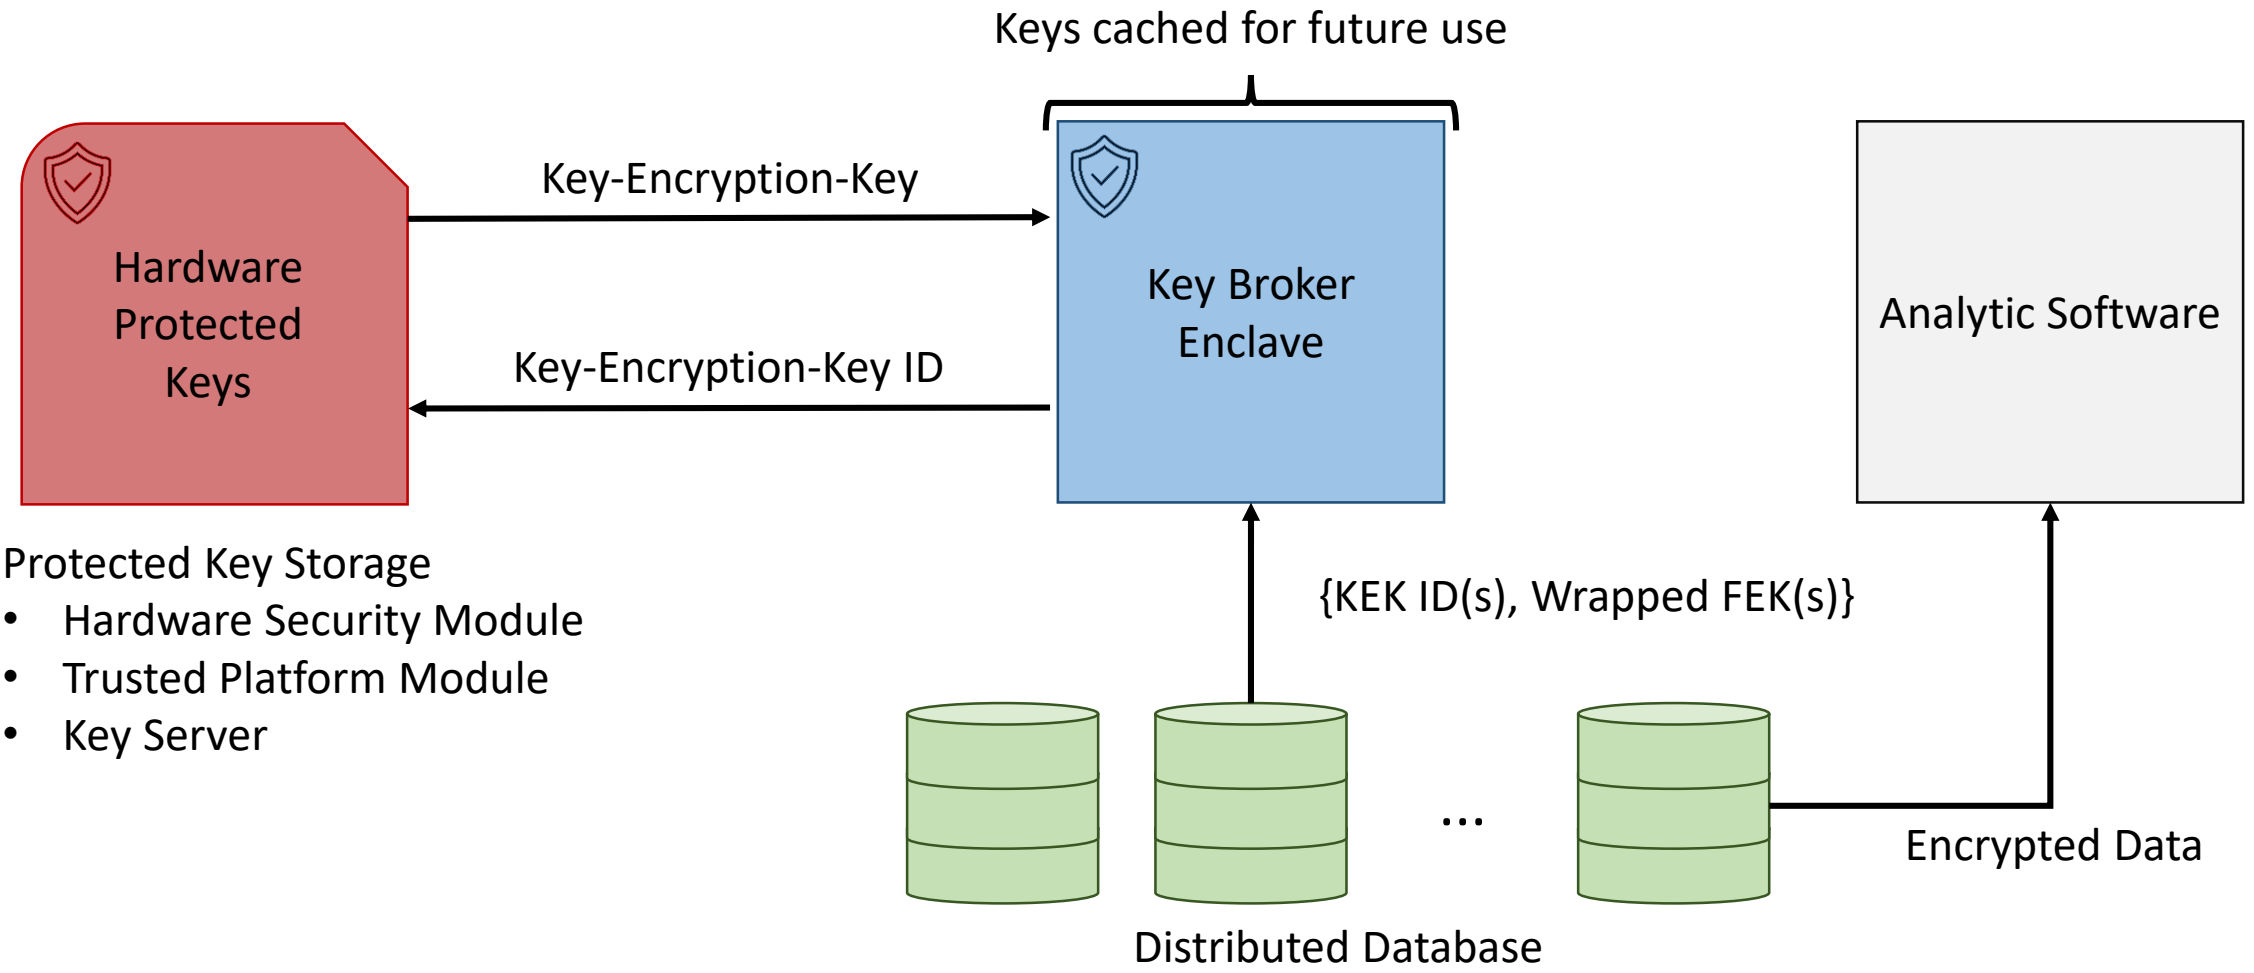 Keys cached for future use
Key-Encryption-Key
Hardware
Protected
Keys
Key-Encryption-Key ID
Key Broker
Enclave
Analytic Software
Protected Key Storage
• Hardware Security Module
• Trusted Platform Module
• Key Server
{KEK ID(s), Wrapped FEK(s)}
...
Encrypted Data
Distributed Database